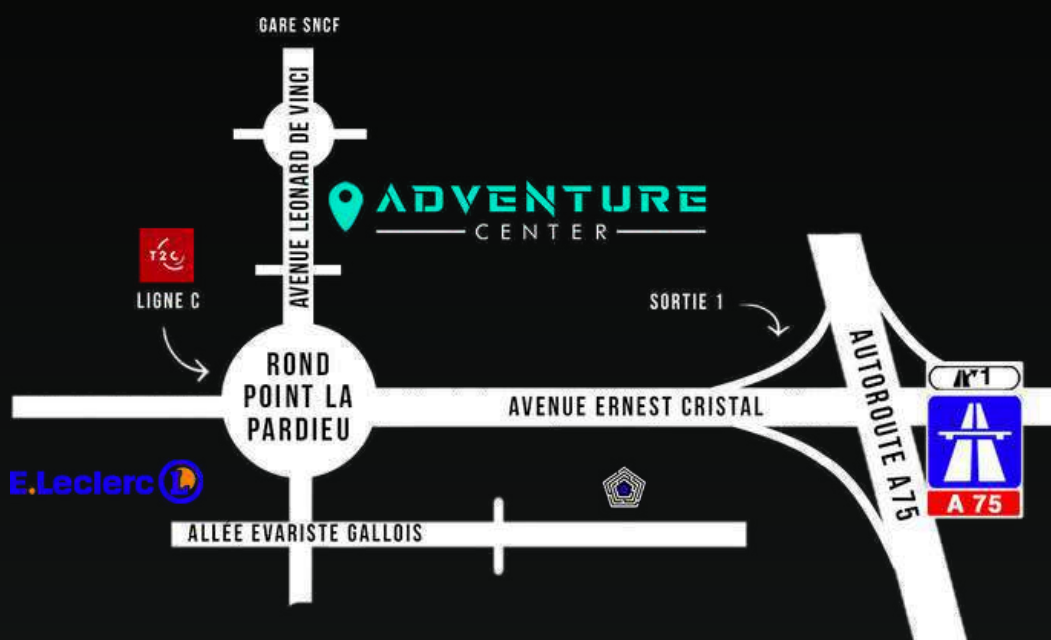 GARE SNCF
AVENUE LEONARD DE VINCI
ADVENTURE
CENTER
T2C
LIGNE C
SORTIE 1
ROND
POINT LA
PARDIEU
AVENUE ERNEST CRISTAL
AUTOROUTE A75
1
A 75
E.Leclerc L
ALLÉE EVARISTE GALLOIS